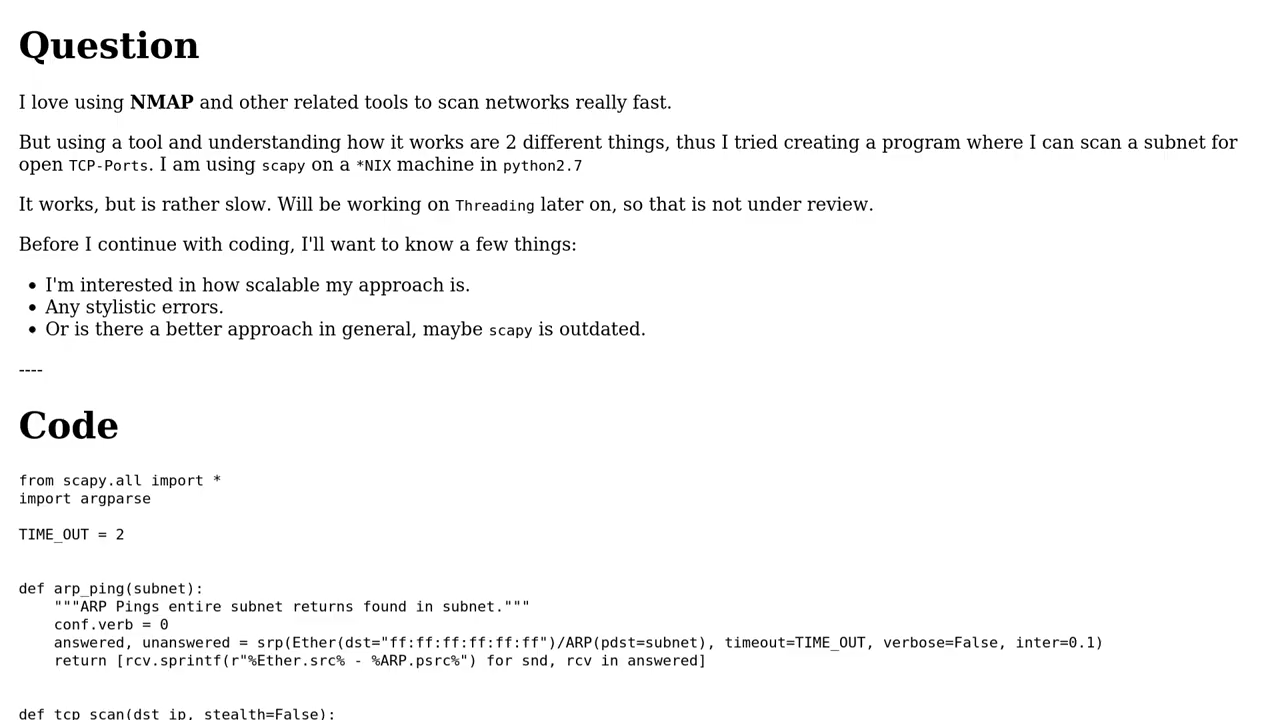 Question
I love using NMAP and other related tools to scan networks really fast.
But using a tool and understanding how it works are 2 different things, thus I tried creating a program where I can scan a subnet for
open TCP-Ports. I am using scapy on a *NIX machine in python2.7
It works, but is rather slow. Will be working on Threading later on, so that is not under review.
Before I continue with coding, I'll want to know a few things:
• I'm interested in how scalable my approach is.
• Any stylistic errors.
• Or is there a better approach in general, maybe scapy is outdated.
----
Code
from scapy.all import *
import argparse
TIME_OUT = 2
def arp_ping(subnet):
    """ARP Pings entire subnet returns found in subnet."""
    conf.verb = 0
    answered, unanswered = srp(Ether(dst="ff:ff:ff:ff:ff:ff")/ARP(pdst=subnet), timeout=TIME_OUT, verbose=False, inter=0.1)
    return [rcv.sprintf(r"%Ether.src% - %ARP.psrc%") for snd, rcv in answered]
def tcp_scan(dst_ip, stealth=False):